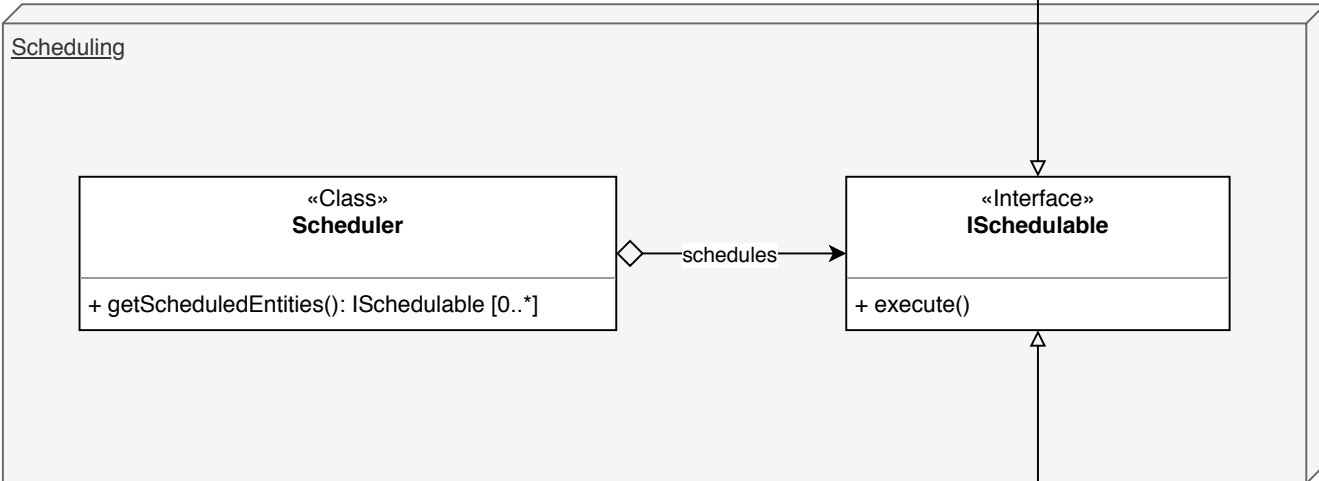 Scheduling
«Class»
Scheduler
+ getScheduledEntities(): ISchedulable [0..*]
schedules
«Interface»
ISchedulable
+ execute()